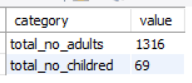 category value
total_no_adults 1316
total_no_childred 69